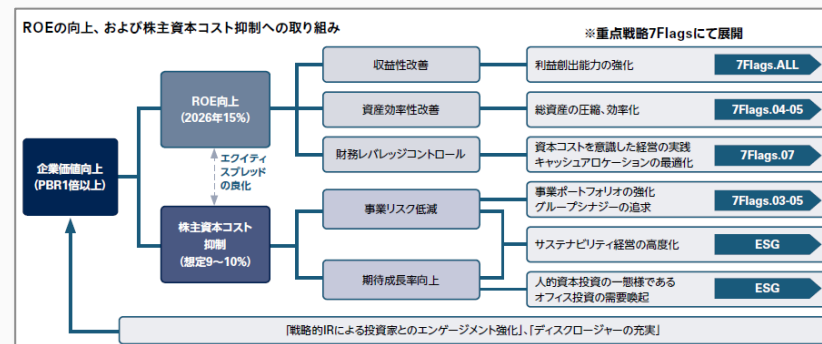 ROEの向上、および株主資本コスト抑制への取り組み
※重点戦略7Flagsにて展開
企業価値向上
(PBR1倍以上)
ROE向上
(2026年15%)
エクイティ
スプレッド
の良化
株主資本コスト
抑制
(想定9~10%)
収益性改善
資産効率性改善
財務レバレッジコントロール
事業リスク低減
期待成長率向上
利益創出能力の強化
7Flags.ALL
総資産の圧縮、効率化
7Flags.04-05
資本コストを意識した経営の実践
キャッシュアロケーションの最適化
7Flags.07
事業ポートフォリオの強化
グループシナジーの追求
7Flags.03-05
サステナビリティ経営の高度化
ESG
人的資本投資の一態様である
オフィス投資の需要喚起
ESG
「戦略的IRによる投資家とのエンゲージメント強化」、「ディスクロージャーの充実」